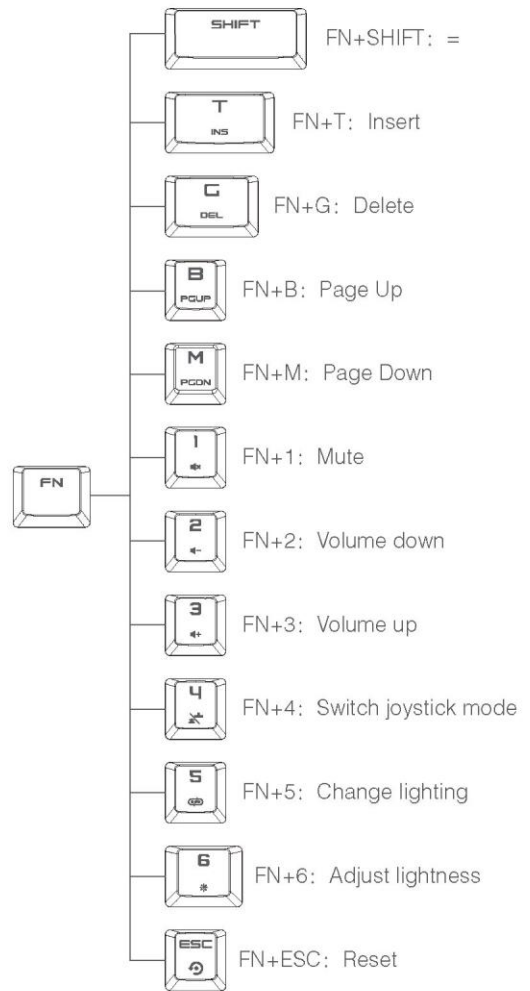 SHIFT
FN+SHIFT: =
T
INS
FN+T: Insert
G
DEL
FN+G: Delete
B
PGUP
FN+B: Page Up
M
PGDN
FN+M: Page Down
1
FN+1: Mute
FN
2
FN+2: Volume down
3
FN+3: Volume up
4
FN+4: Switch joystick mode
5
FN+5: Change lighting
6
FN+6: Adjust lightness
ESC
FN+ESC: Reset